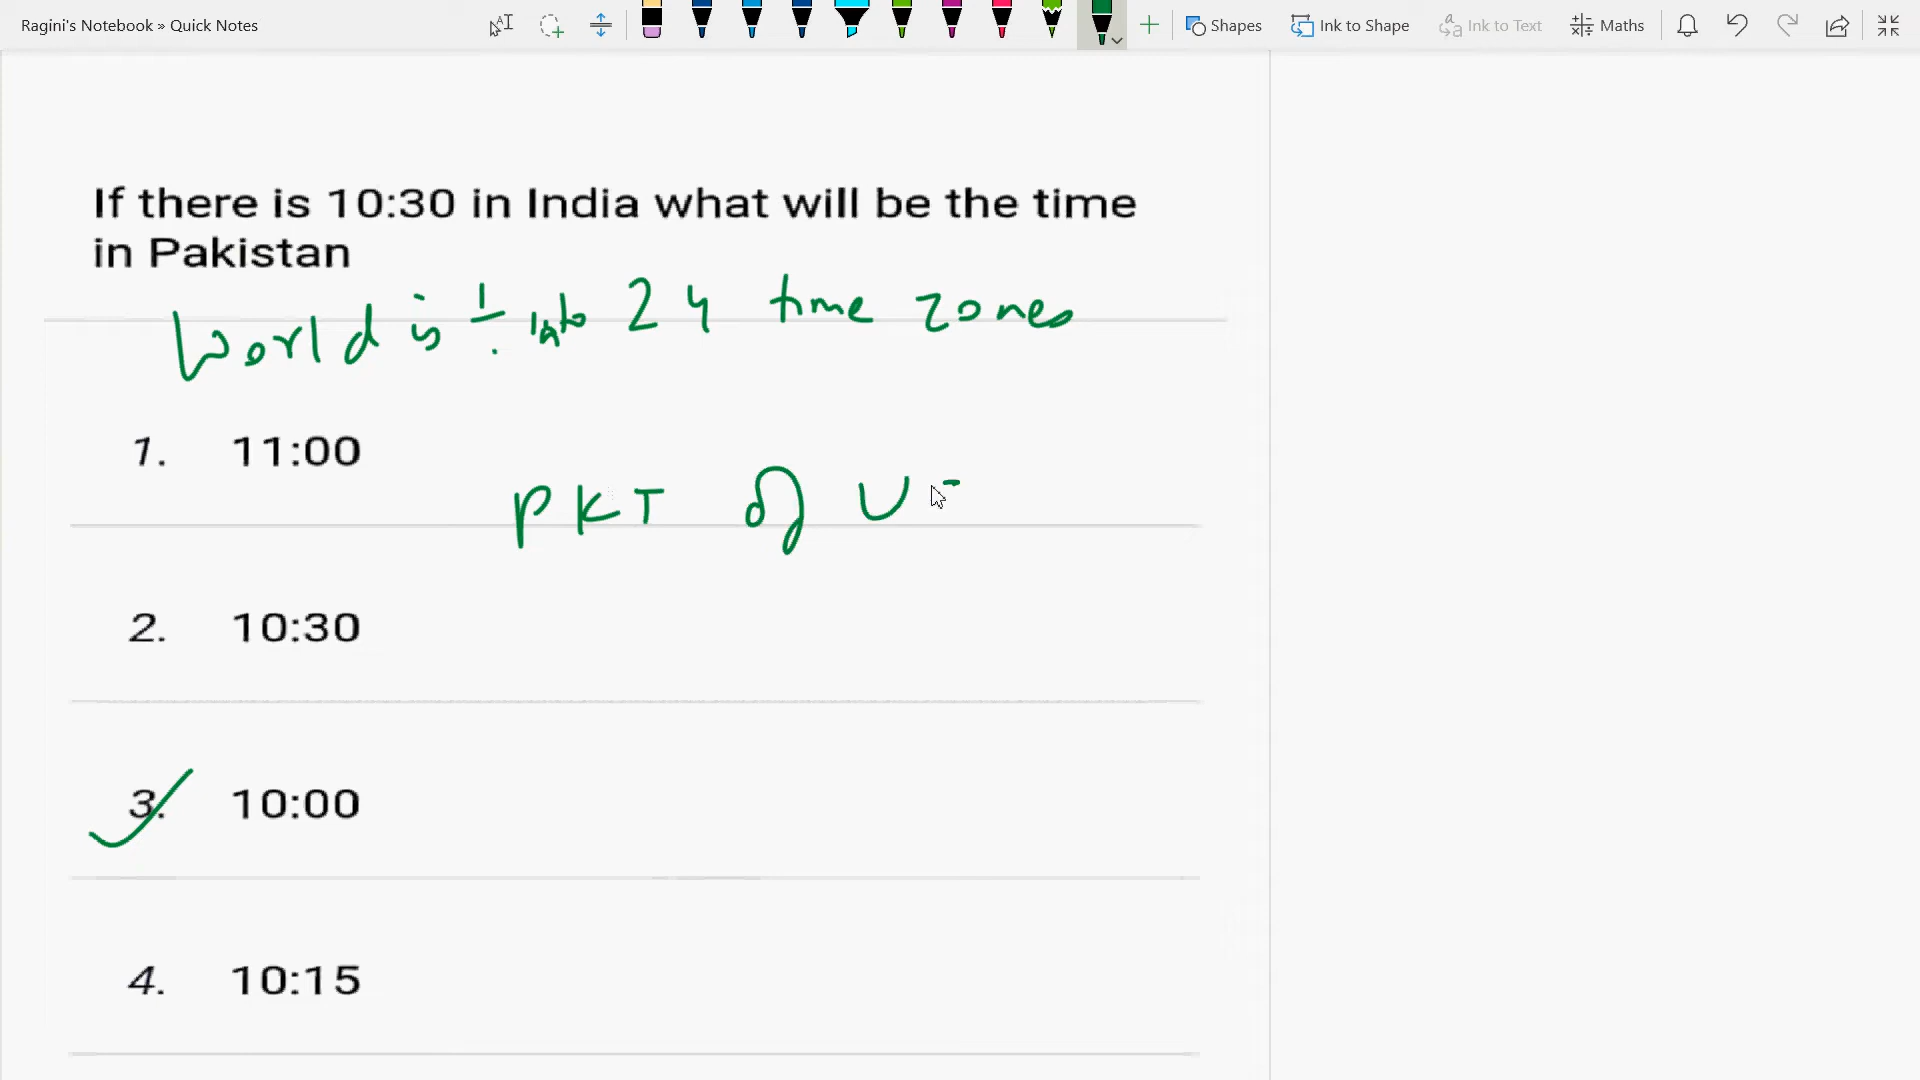 Ragini's Notebook » Quick Notes
Shapes
Ink to Shape
Ink to Text
Maths
If there is 10:30 in India what will be the time
in Pakistan
World is ÷ into 24 time zones
1. 11:00
PKT of U
2. 10:30
3. 10:00
4. 10:15